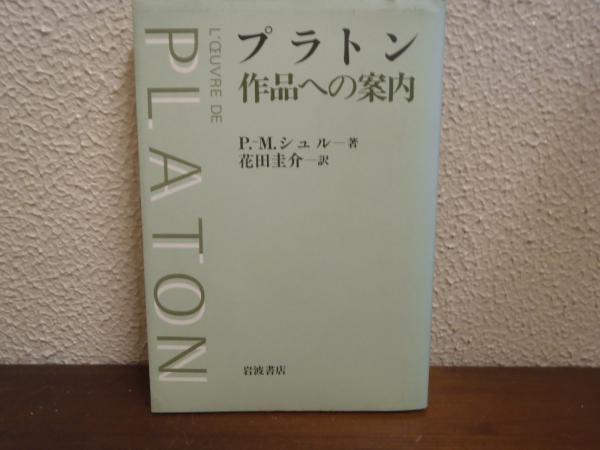 L'ŒUVRE DE
PLATON
プラトン
作品への案内
P.-M.シュル—著
花田圭介—訳
岩波書店